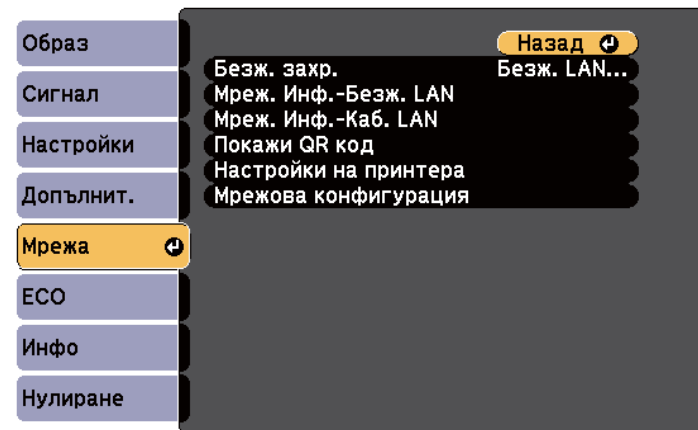 Образ
Сигнал
Настройки
Допълнит.
Мрежа
ECO
Инфо
Нулиране
Назад
Безж. захр. Безж. LAN...
Мреж. Инф.-Безж. LAN
Мреж. Инф.-Каб. LAN
Покажи QR код
Настройки на принтера
Мрежова конфигурация